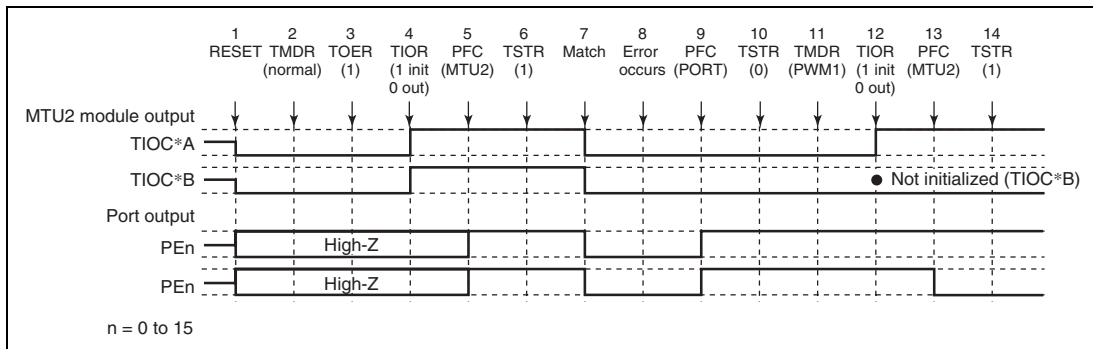 1 2 3 4 5 6 7 8 9 10 11 12 13 14
RESET TMDR TOER TIOR PFC TSTR Match Error PFC TSTR TMDR TIOR PFC TSTR
(normal) (1) (1 init (MTU2) (1) occurs (PORT) (0) (PWM1) (1 init (MTU2) (1)
0 out) 0 out)
MTU2 module output
TIOC*A
TIOC*B
● Not initialized (TIOC*B)
Port output
PEn
High-Z
PEn
High-Z
n = 0 to 15